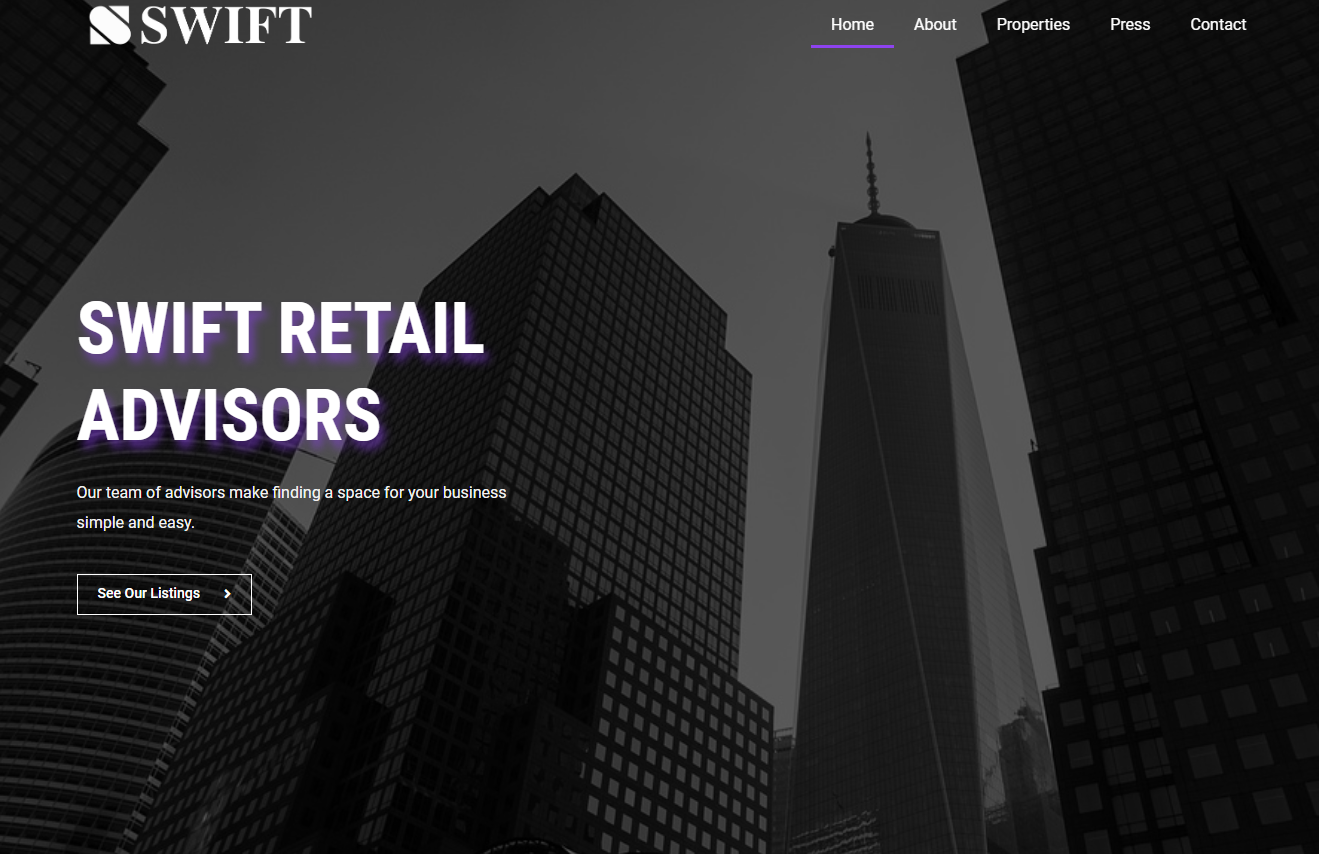 SWIFT
Home About Properties Press Contact
SWIFT RETAIL
ADVISORS
Our team of advisors make finding a space for your business
simple and easy.
See Our Listings